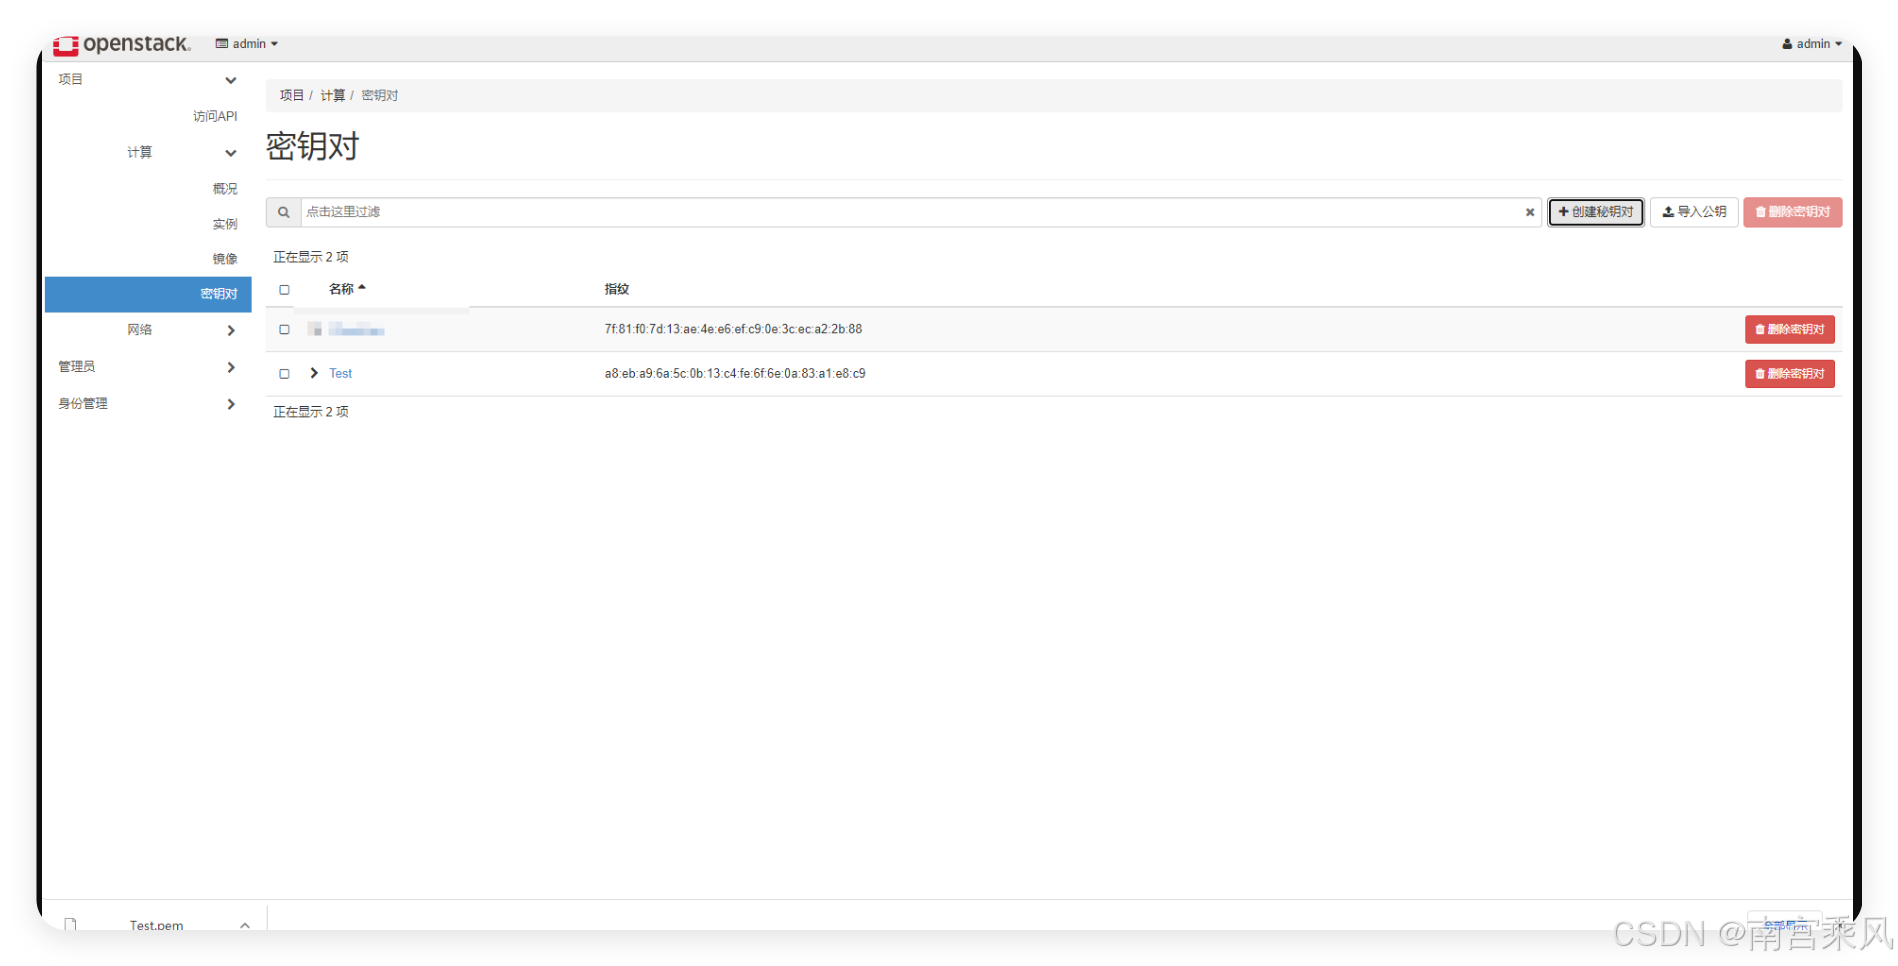 openstack. admin admin
项目
项目 / 计算 / 密钥对
访问API
计算
密钥对
概况
点击这里过滤 创建秘钥对 导入公钥 删除密钥对
实例
正在显示 2 项
镜像
名称 指纹
密钥对
网络
7f:81:f0:7d:13:ae:4e:e6:ef:c9:0e:3c:ec:a2:2b:88 删除密钥对
管理员
Test a8:eb:a9:6a:5c:0b:13:c4:fe:6f:6e:0a:83:a1:e8:c9 删除密钥对
身份管理
正在显示 2 项
Test.pem 全部显示
CSDN @南宫乘风